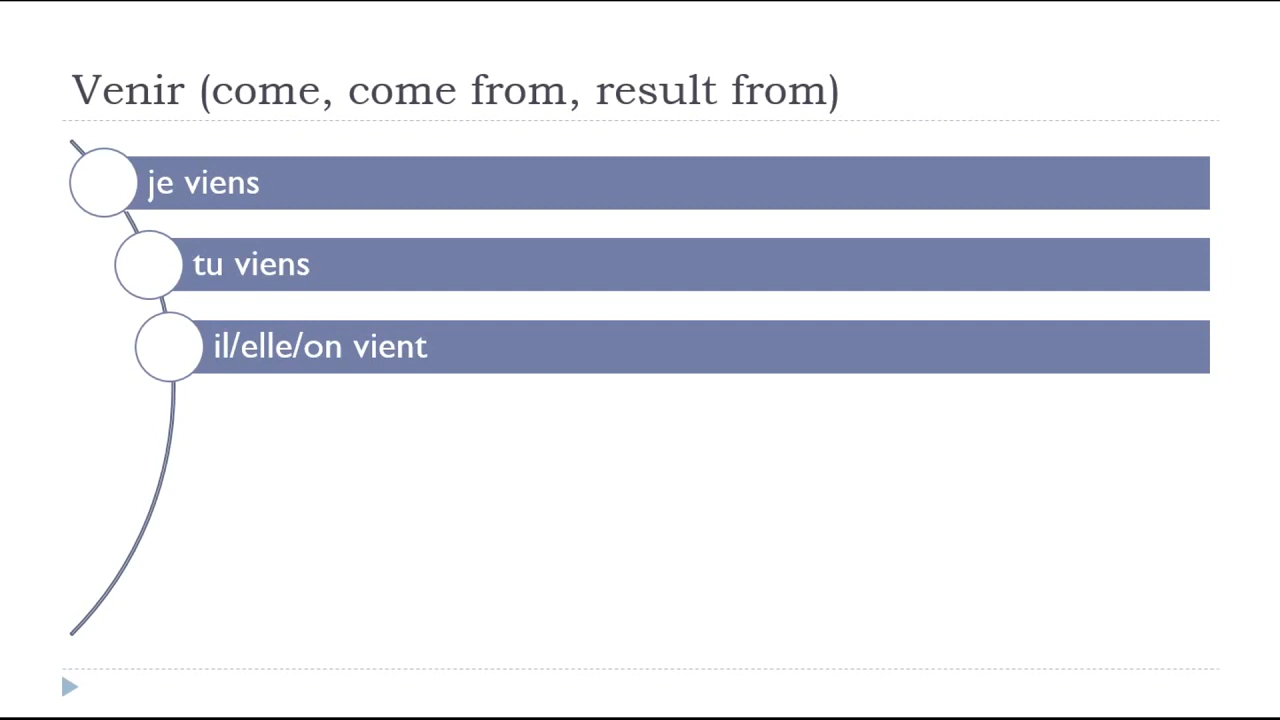 Venir (come, come from, result from)
je viens
tu viens
il/elle/on vient